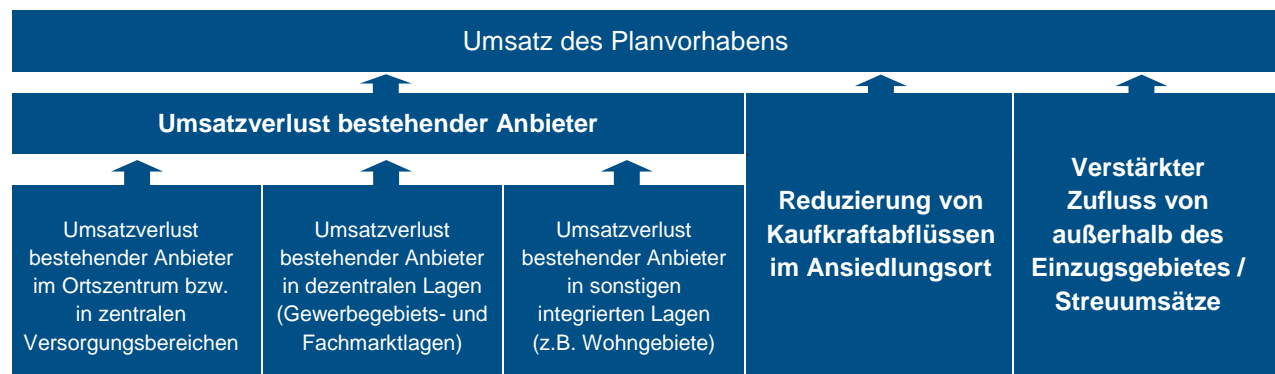 Umsatz des Planvorhabens
Umsatzverlust bestehender Anbieter
Umsatzverlust
bestehender Anbieter
im Ortszentrum bzw.
in zentralen
Versorgungsbereichen
Umsatzverlust
bestehender Anbieter
in dezentralen Lagen
(Gewerbegebiets- und
Fachmarktlagen)
Umsatzverlust
bestehender Anbieter
in sonstigen
integrierten Lagen
(z.B. Wohngebiete)
Reduzierung von
Kaufkraftabflüssen
im Ansiedlungsort
Verstärkter
Zufluss von
außerhalb des
Einzugsgebietes /
Streuumsätze